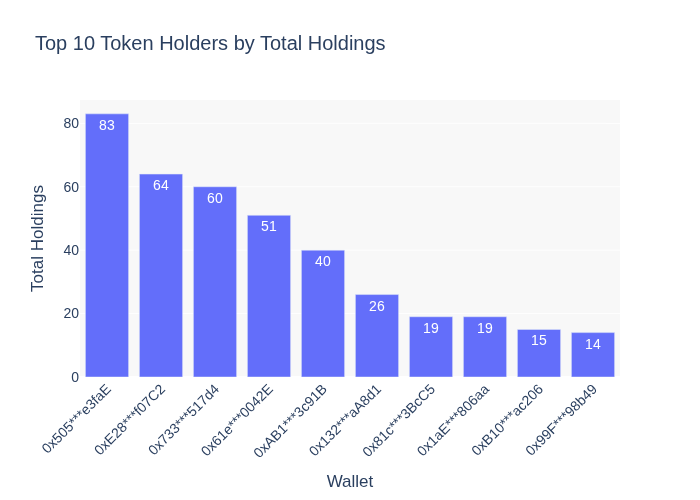 Top 10 Token Holders by Total Holdings
Total Holdings
80
60
40
20
0
83
64
60
51
40
26
19
19
15
14
0x505***e3faE
0xE28***f07C2
0x733***517d4
0x61e***0042E
0xAB1***3c91B
0x132***aA8d1
0x81c***3BcC5
0x1aE***806aa
0xB10***ac206
0x99F***98b49
Wallet